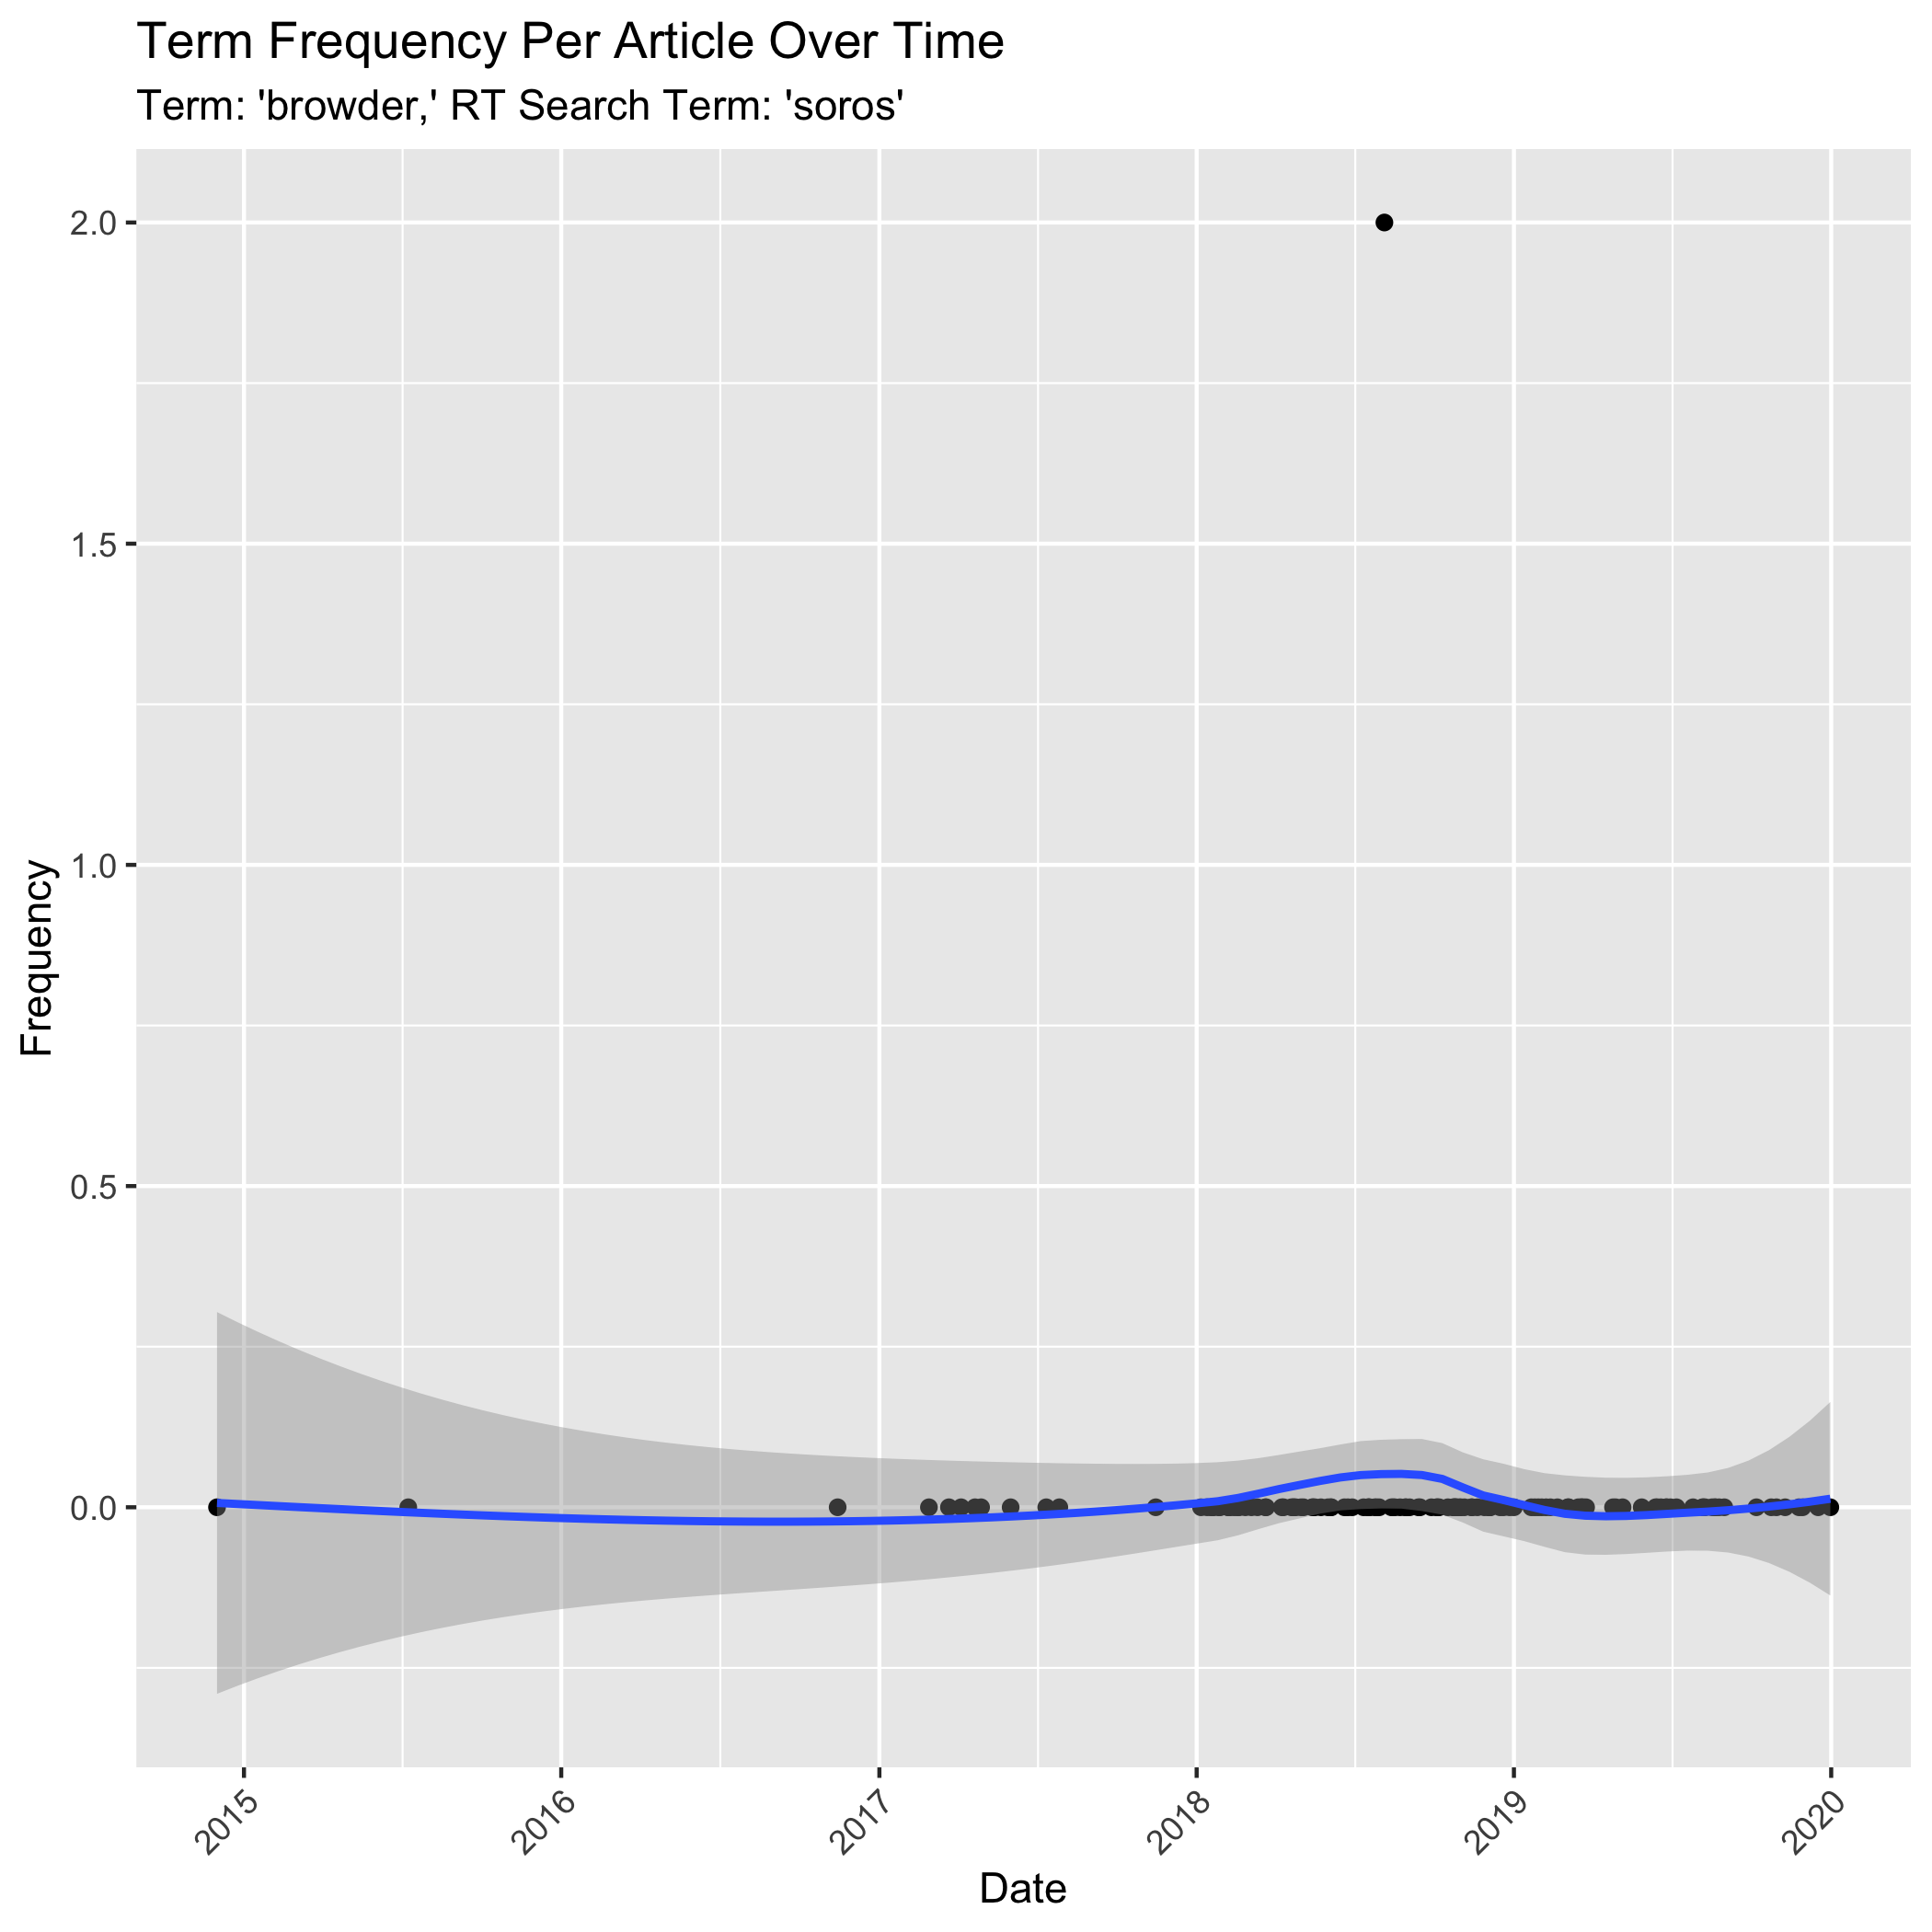 Term Frequency Per Article Over Time
Term: 'browder,' RT Search Term: 'soros'
2.0
1.5
1.0
0.5
0.0
Frequency
2015
2016
2017
2018
2019
2020
Date